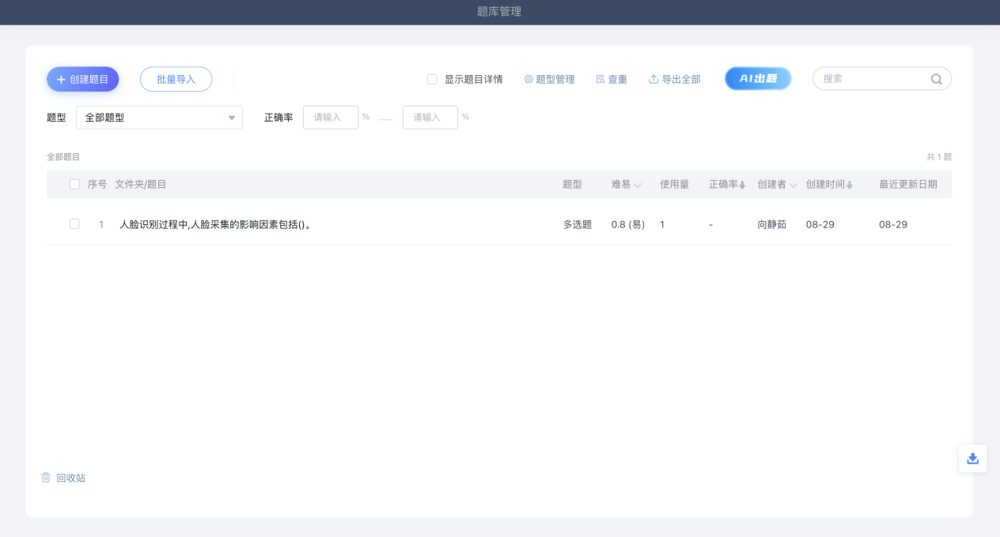 题库管理
创建题目 批量导入 显示题目详情 题型管理 查重 导出全部 AI出题 搜索
题型 全部题型 正确率 请输入 % 请输入 %
全部题目 共 1 题
序号 文件夹/题目 题型 难易 使用量 正确率 创建者 创建时间 最近更新日期
1 人脸识别过程中,人脸采集的影响因素包括()。 多选题 0.8 (易) 1 - 向静茹 08-29 08-29
回收站